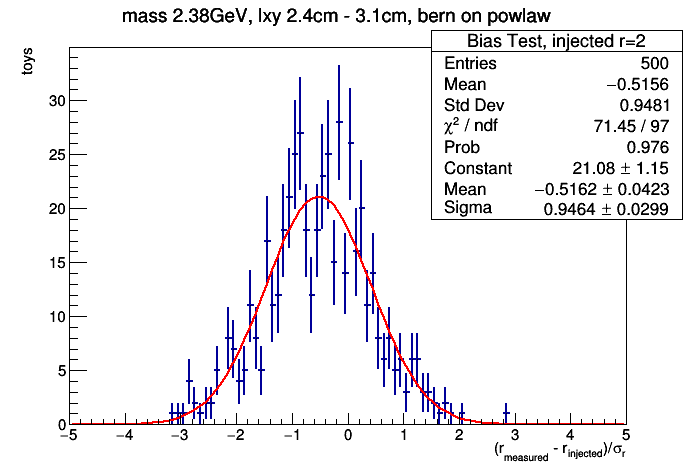 mass 2.38GeV, lxy 2.4cm - 3.1cm, bern on powlaw
Bias Test, injected r=2
Entries 500
Mean −0.5156
Std Dev 0.9481
χ² / ndf 71.45 / 97
Prob 0.976
Constant 21.08 ± 1.15
Mean −0.5162 ± 0.0423
Sigma 0.9464 ± 0.0299
toys
30
25
20
15
10
5
0
−5 −4 −3 −2 −1 0 1 2 3 4 5
(r_measured - r_injected)/σ_r